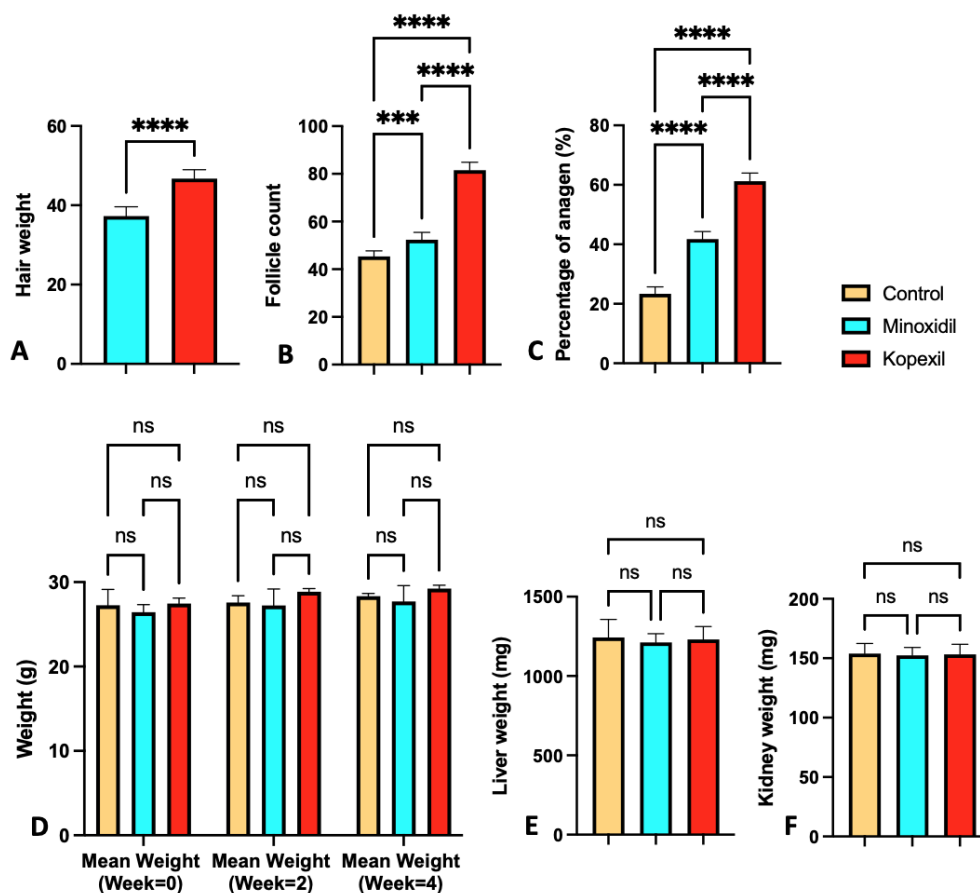 ****
60
40
20
0
Hair weight
A
****
****
***
100
80
60
40
20
0
Follicle count
B
****
****
****
80
60
40
20
0
Percentage of anagen (%)
C
Control
Minoxidil
Kopexil
ns
ns
ns
ns
ns
ns
ns
ns
ns
30
20
10
0
Weight (g)
D
Mean Weight
(Week=0)
Mean Weight
(Week=2)
Mean Weight
(Week=4)
ns
ns
ns
1500
1000
500
0
Liver weight (mg)
E
ns
ns
ns
200
150
100
50
0
Kidney weight (mg)
F